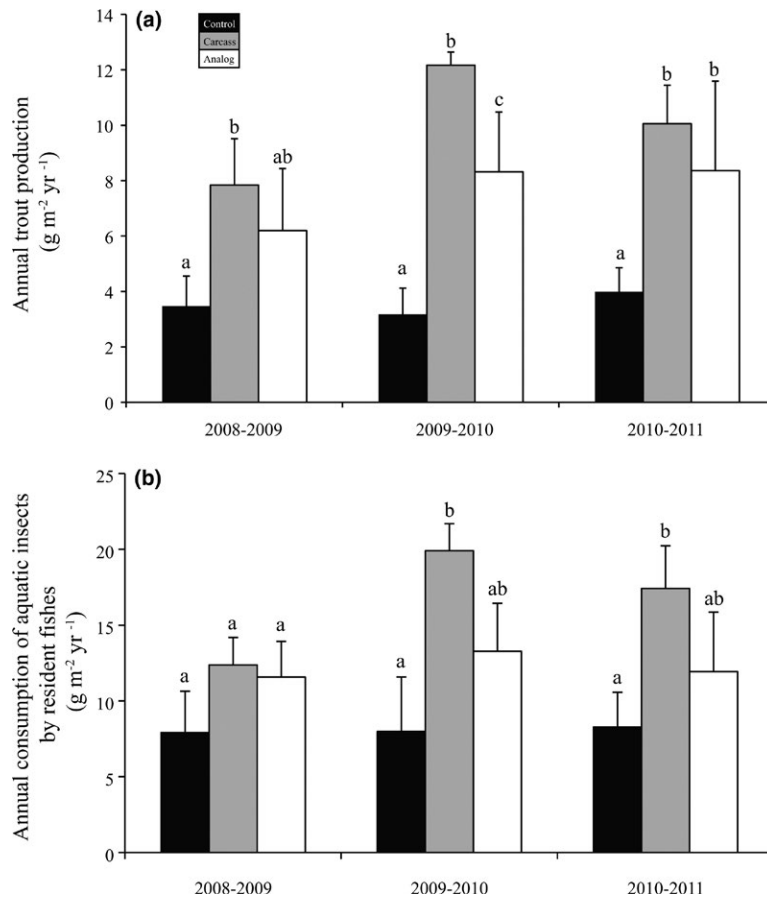 (a)
Control
Carcass
Analog
Annual trout production
(g m⁻² yr ⁻¹)
14
12
10
8
6
4
2
0
a
b
ab
a
b
c
a
b
b
2008-2009
2009-2010
2010-2011
(b)
Annual consumption of aquatic insects
by resident fishes
(g m⁻² yr ⁻¹)
25
20
15
10
5
0
a
a
a
a
b
ab
a
b
ab
2008-2009
2009-2010
2010-2011